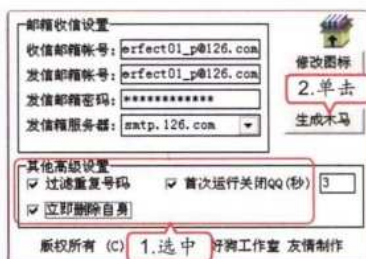 邮箱收信设置
收信邮箱帐号: erfect01_p@126.com
发信邮箱帐号: erfect01_p@126.com
发信邮箱密码: ************
发信箱服务器: smtp.126.com
修改图标
2.单击
生成木马
其他高级设置
过滤重复号码 首次运行关闭QQ(秒) 3
立即删除自身
版权所有 (C) 1.选中 好狗工作室 友情制作